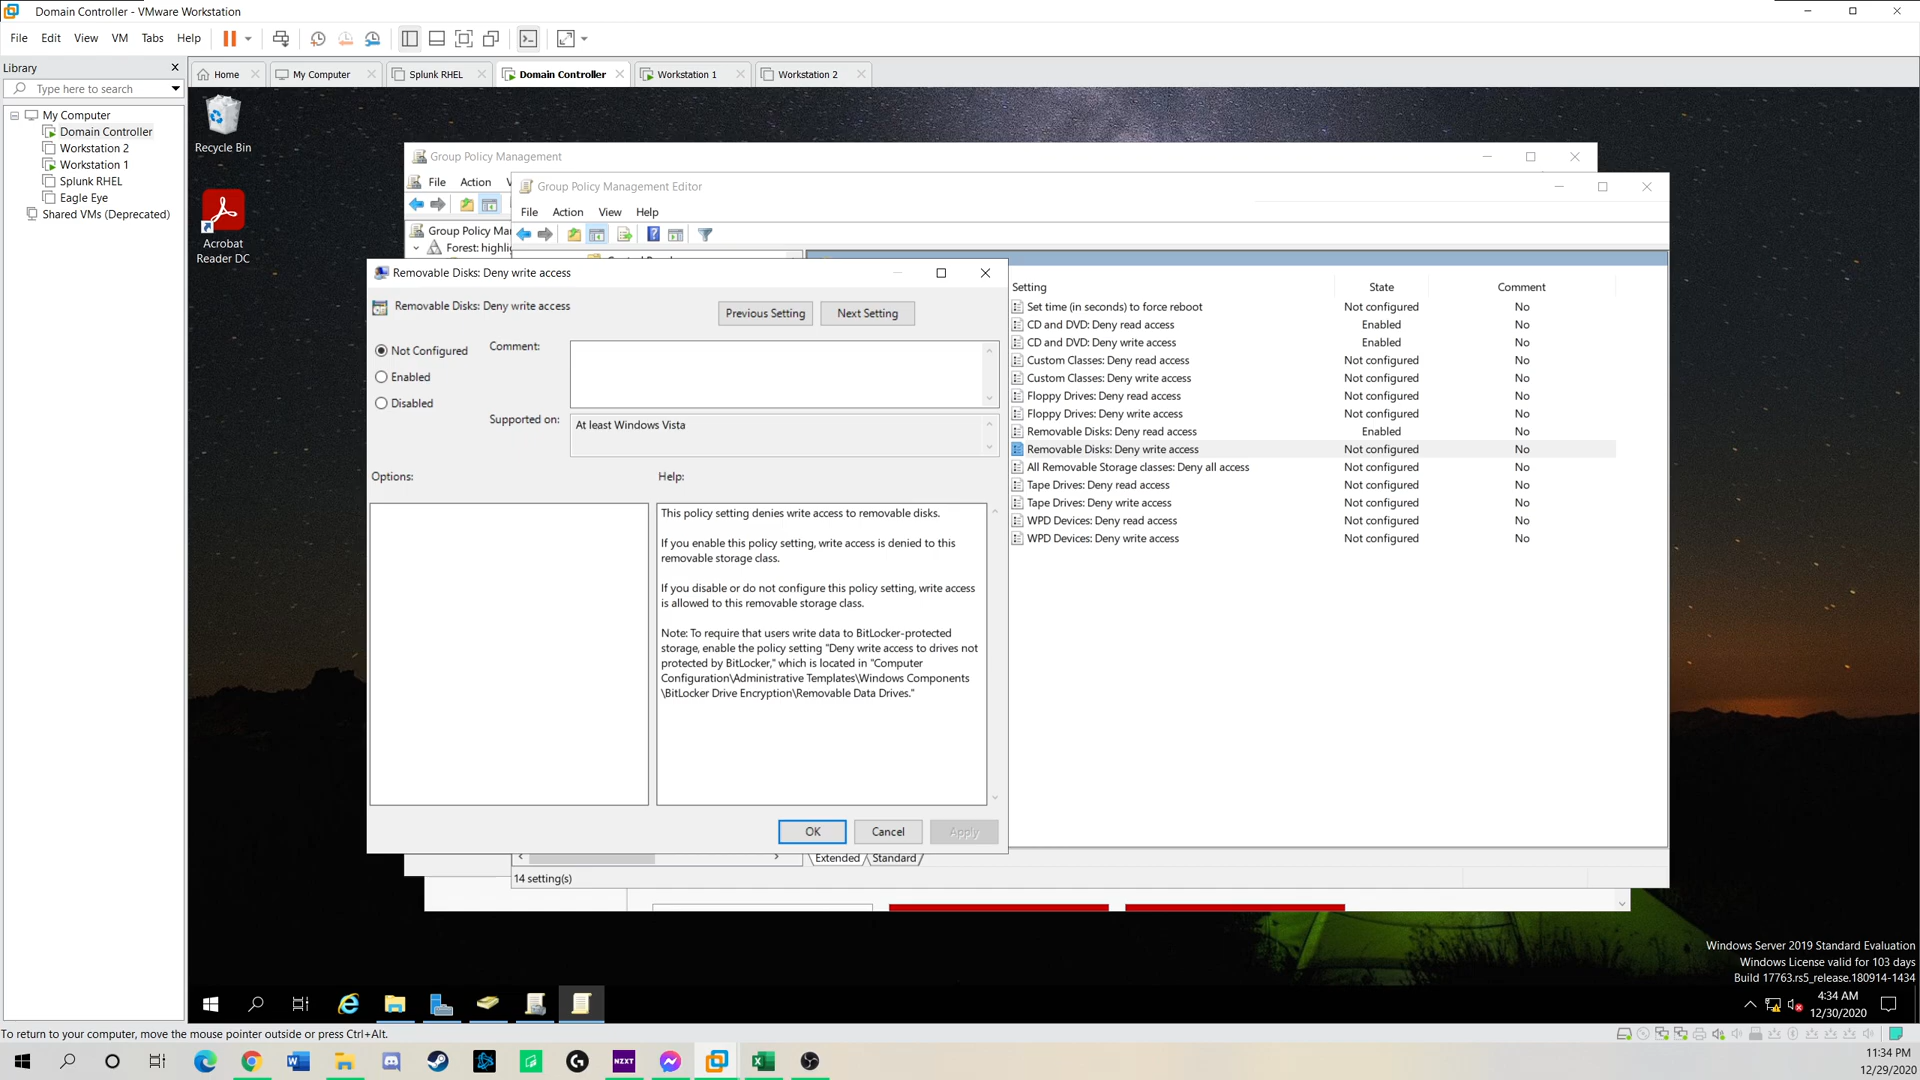 Domain Controller - VMware Workstation
File Edit View VM Tabs Help
Library
Type here to search
My Computer
Domain Controller
Workstation 2
Workstation 1
Splunk RHEL
Eagle Eye
Shared VMs (Deprecated)
Home
My Computer
Splunk RHEL
Domain Controller
Workstation 1
Workstation 2
Recycle Bin
Acrobat
Reader DC
Group Policy Management
File Action
Group Policy Mar
Forest: highlig
Group Policy Management Editor
File Action View Help
Removable Disks: Deny write access
Removable Disks: Deny write access
Previous Setting
Next Setting
Not Configured
Enabled
Disabled
Comment:
Supported on:
At least Windows Vista
Options:
Help:
This policy setting denies write access to removable disks.
If you enable this policy setting, write access is denied to this
removable storage class.
If you disable or do not configure this policy setting, write access
is allowed to this removable storage class.
Note: To require that users write data to BitLocker-protected
storage, enable the policy setting "Deny write access to drives not
protected by BitLocker," which is located in "Computer
Configuration\Administrative Templates\Windows Components
\BitLocker Drive Encryption\Removable Data Drives."
OK
Cancel
Apply
Setting State Comment
Set time (in seconds) to force reboot Not configured No
CD and DVD: Deny read access Enabled No
CD and DVD: Deny write access Enabled No
Custom Classes: Deny read access Not configured No
Custom Classes: Deny write access Not configured No
Floppy Drives: Deny read access Not configured No
Floppy Drives: Deny write access Not configured No
Removable Disks: Deny read access Enabled No
Removable Disks: Deny write access Not configured No
All Removable Storage classes: Deny all access Not configured No
Tape Drives: Deny read access Not configured No
Tape Drives: Deny write access Not configured No
WPD Devices: Deny read access Not configured No
WPD Devices: Deny write access Not configured No
Extended Standard
14 setting(s)
Windows Server 2019 Standard Evaluation
Windows License valid for 103 days
Build 17763.rs5_release.180914-1434
4:34 AM
12/30/2020
To return to your computer, move the mouse pointer outside or press Ctrl+Alt.
NZXT
11:34 PM
12/29/2020